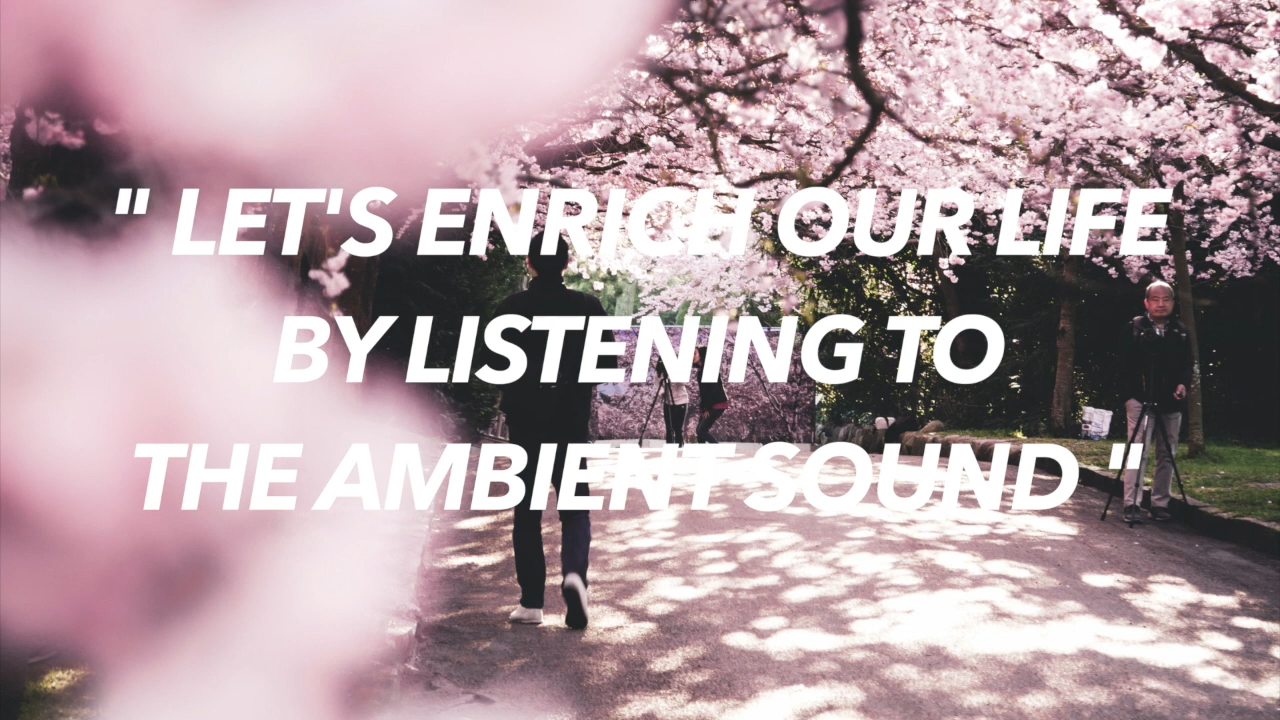 " LET'S ENRICH OUR LIFE
BY LISTENING TO
THE AMBIENT SOUND "